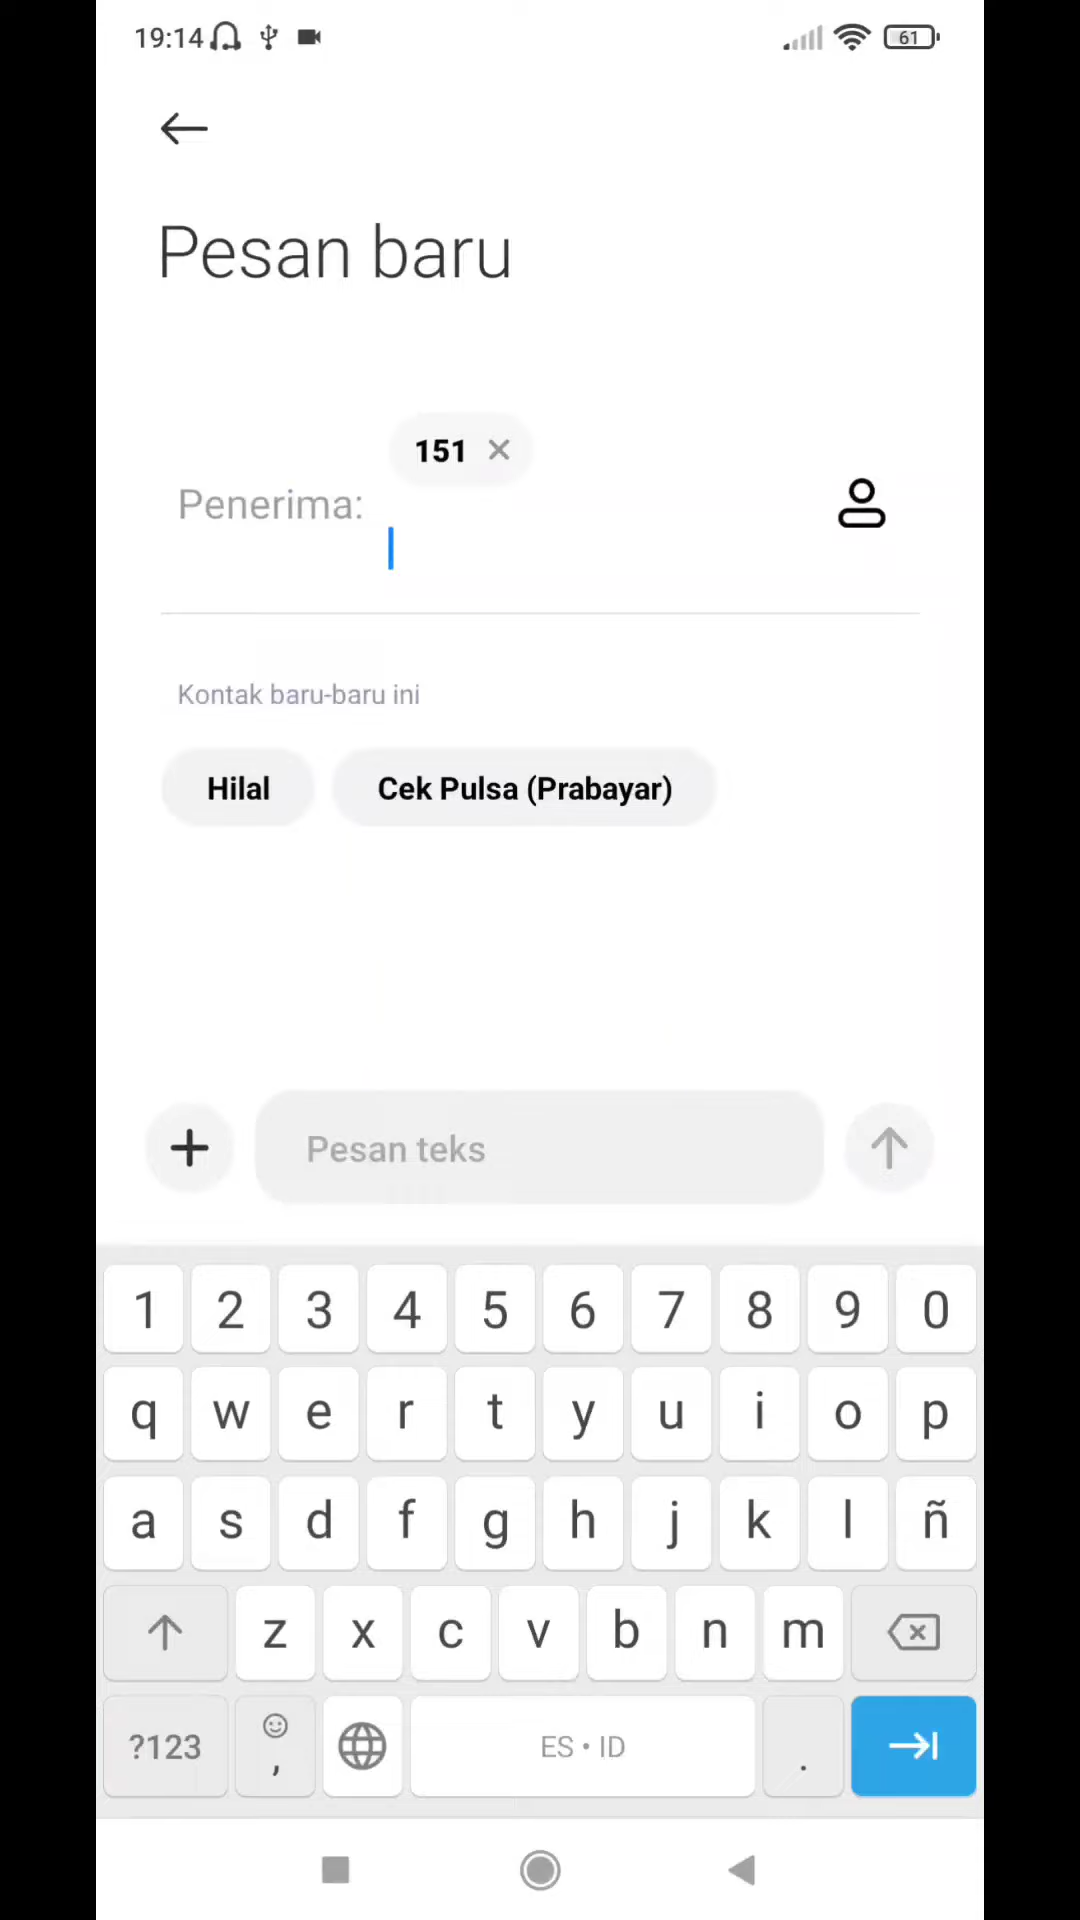 19:14
61
Pesan baru
151
Penerima:
Kontak baru-baru ini
Hilal
Cek Pulsa (Prabayar)
Pesan teks
1 2 3 4 5 6 7 8 9 0
q w e r t y u i o p
a s d f g h j k l ñ
z x c v b n m
?123 , ES • ID .